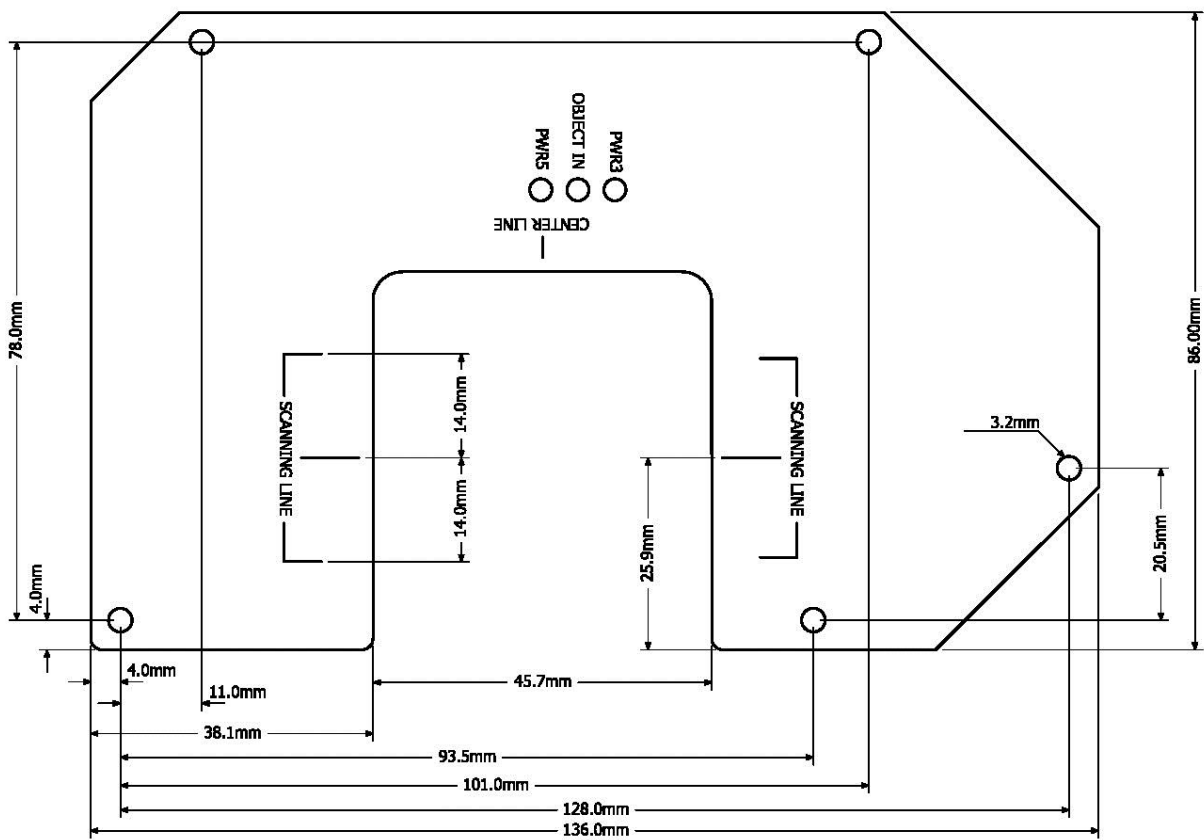 PWR5
OBJECT IN
PWR3
CENTER LINE
78.0mm
86.00mm
SCANNING LINE
14.0mm
14.0mm
SCANNING LINE
3.2mm
25.9mm
20.5mm
4.0mm
4.0mm
11.0mm
45.7mm
38.1mm
93.5mm
101.0mm
128.0mm
136.0mm